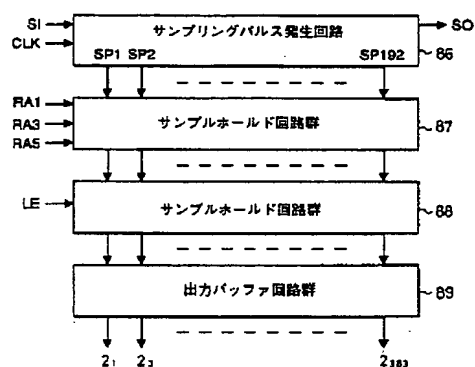 SI
サンプリングパルス発生回路
SO
CLK
SP1 SP2 SP192
86
RA1
サンプルホールド回路群
87
RA3
RA5
LE
サンプルホールド回路群
88
出力バッファ回路群
89
2₁ 2₃ 2₃₈₃